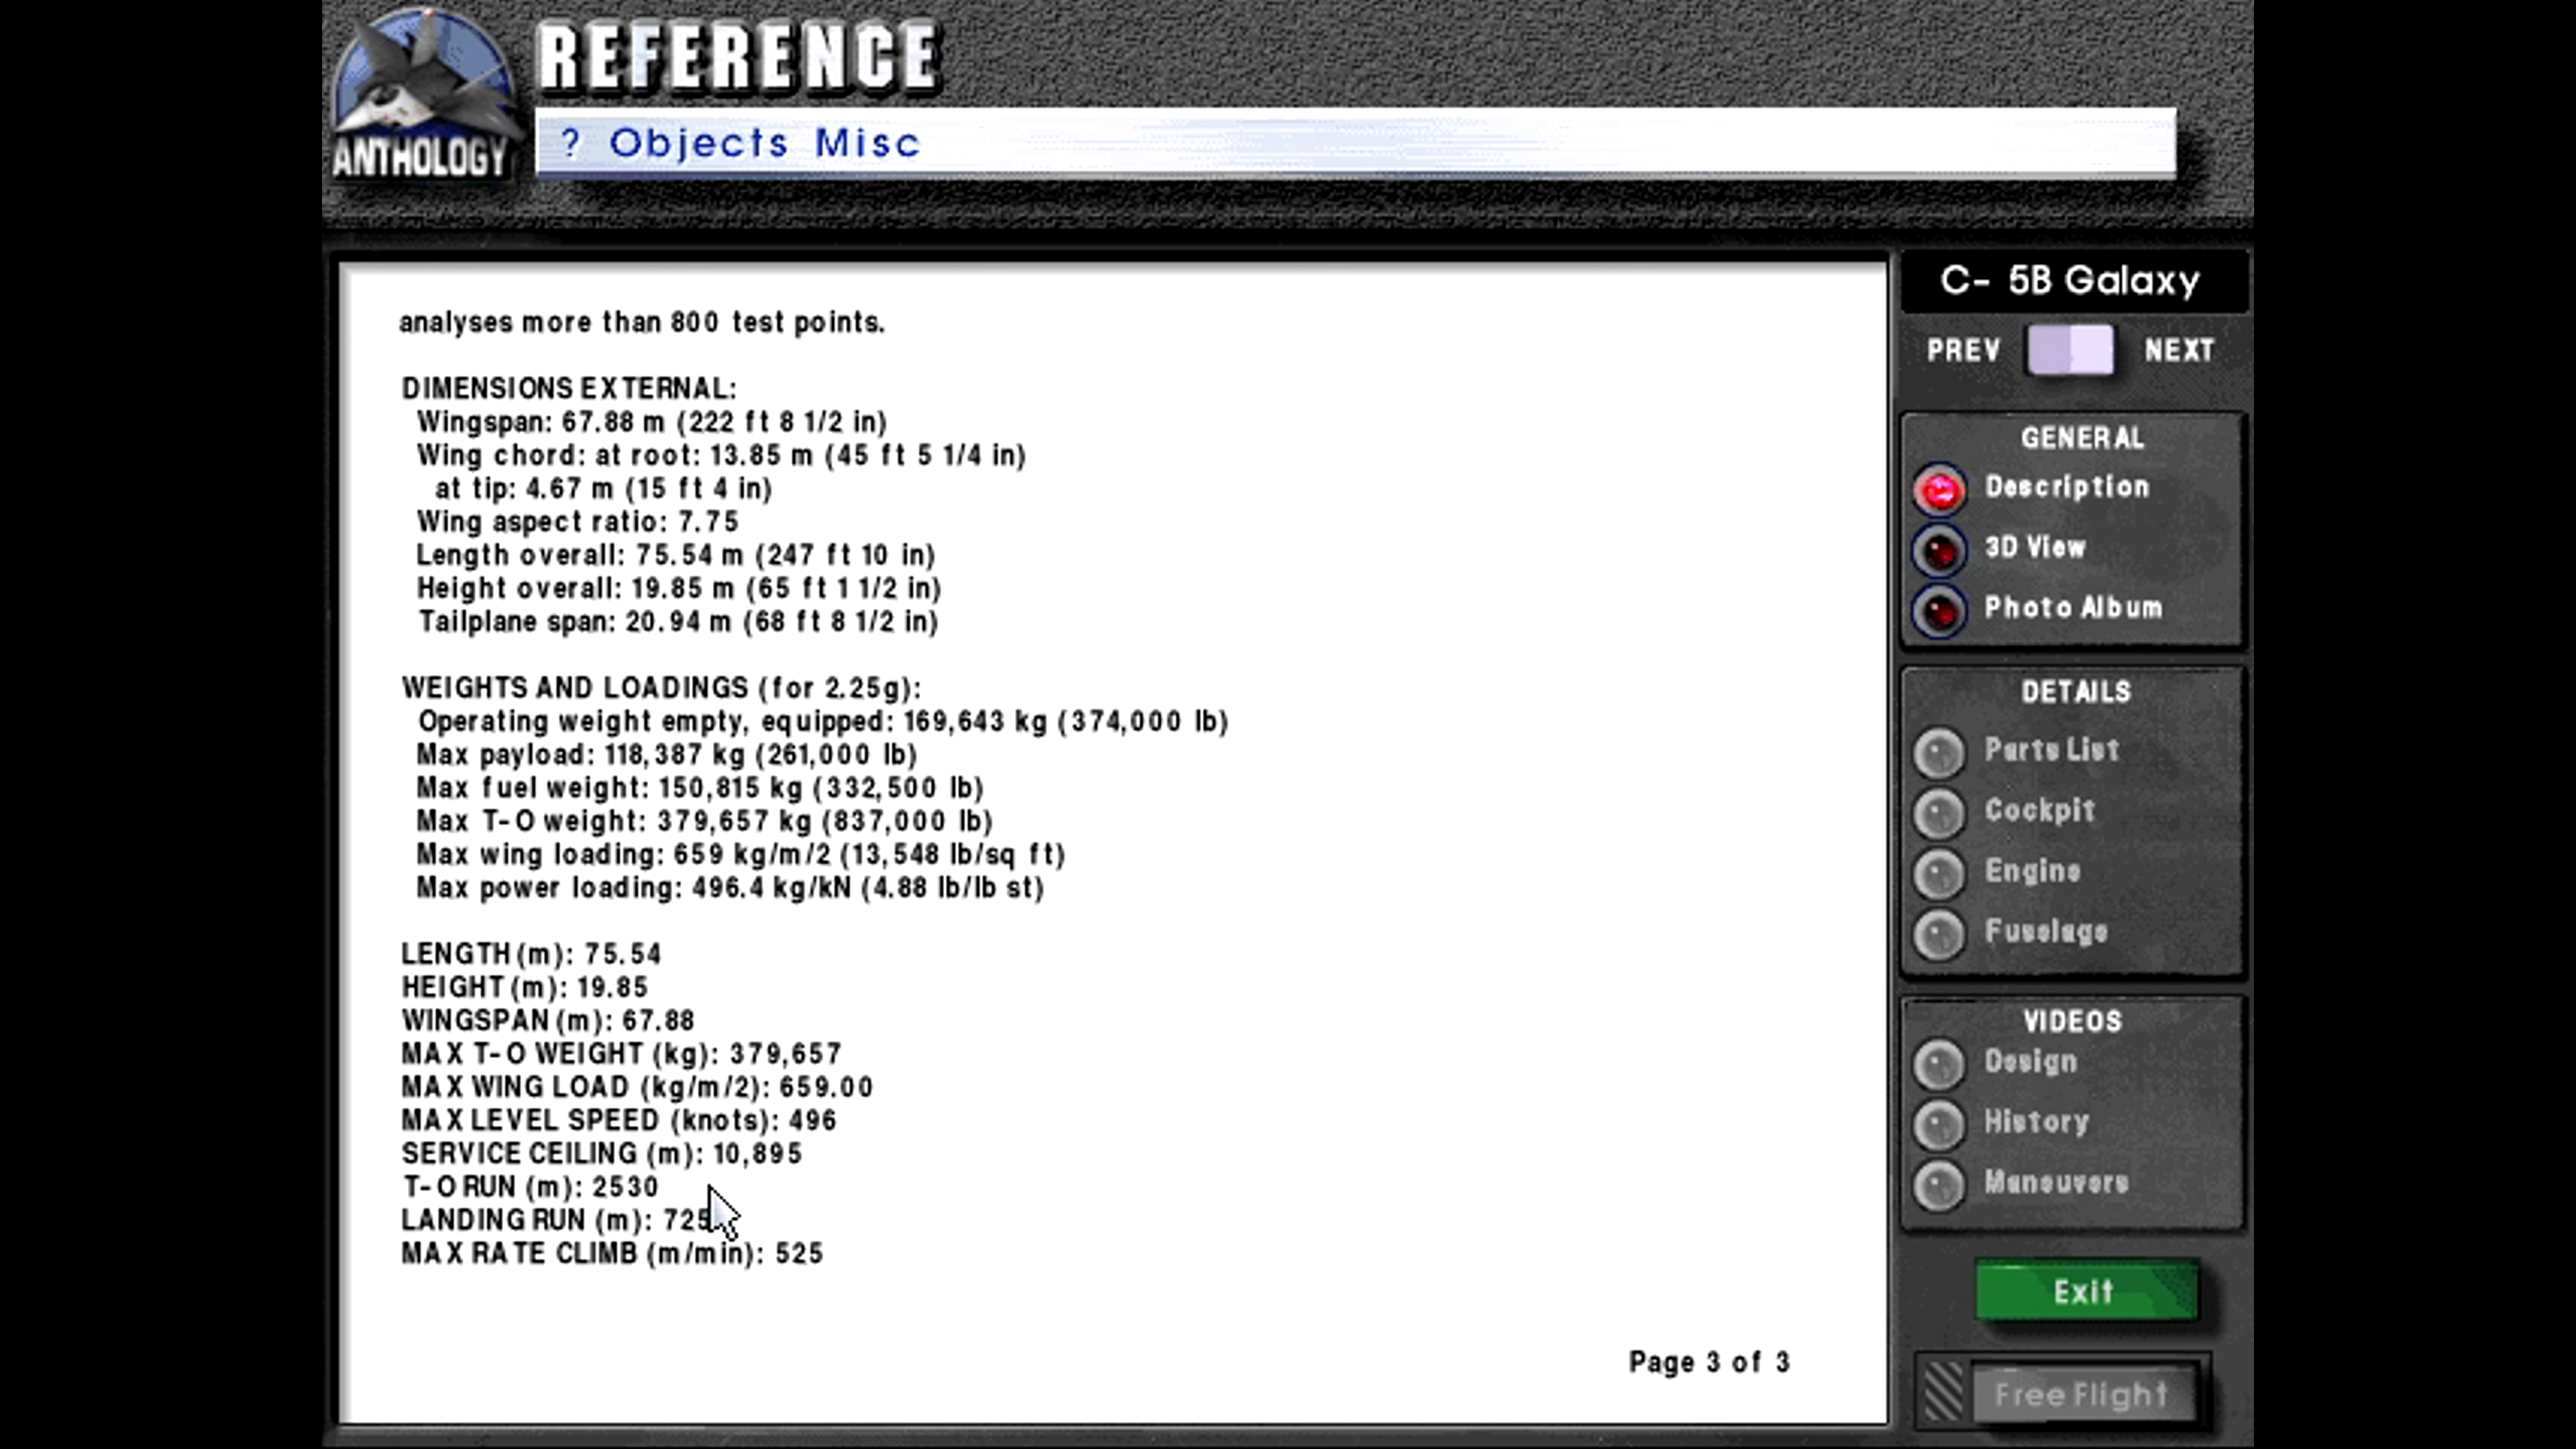 ANTHOLOGY
REFERENCE
? Objects Misc
analyses more than 800 test points.
DIMENSIONS EXTERNAL:
Wingspan: 67.88 m (222 ft 8 1/2 in)
Wing chord: at root: 13.85 m (45 ft 5 1/4 in)
at tip: 4.67 m (15 ft 4 in)
Wing aspect ratio: 7.75
Length overall: 75.54 m (247 ft 10 in)
Height overall: 19.85 m (65 ft 1 1/2 in)
Tailplane span: 20.94 m (68 ft 8 1/2 in)
WEIGHTS AND LOADINGS (for 2.25g):
Operating weight empty, equipped: 169,643 kg (374,000 lb)
Max payload: 118,387 kg (261,000 lb)
Max fuel weight: 150,815 kg (332,500 lb)
Max T-O weight: 379,657 kg (837,000 lb)
Max wing loading: 659 kg/m/2 (13,548 lb/sq ft)
Max power loading: 496.4 kg/kN (4.88 lb/lb st)
LENGTH (m): 75.54
HEIGHT (m): 19.85
WINGSPAN (m): 67.88
MAX T-O WEIGHT (kg): 379,657
MAX WING LOAD (kg/m/2): 659.00
MAX LEVEL SPEED (knots): 496
SERVICE CEILING (m): 10,895
T-O RUN (m): 2530
LANDING RUN (m): 725
MAX RATE CLIMB (m/min): 525
Page 3 of 3
C- 5B Galaxy
PREV NEXT
GENERAL
Description
3D View
Photo Album
DETAILS
Parts List
Cockpit
Engine
Fuselage
VIDEOS
Design
History
Maneuvers
Exit
Free Flight